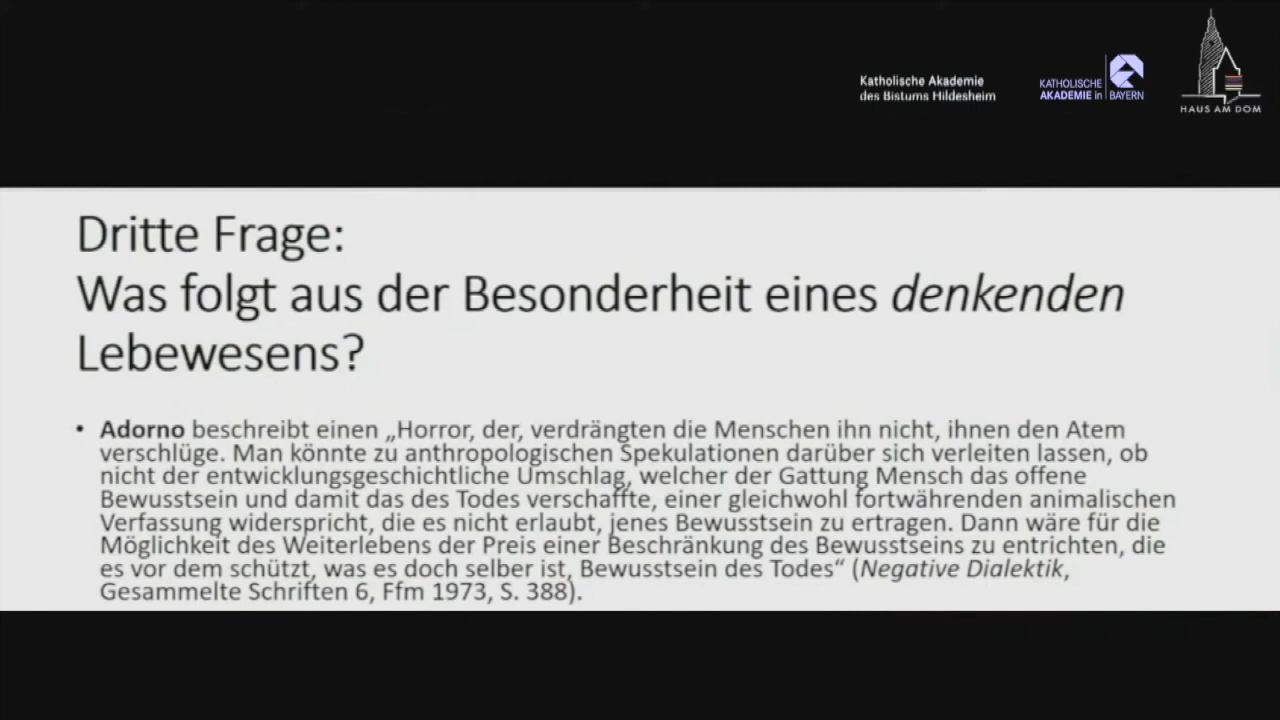 Katholische Akademie
des Bistums Hildesheim
KATHOLISCHE
AKADEMIE in BAYERN
HAUS AM DOM
Dritte Frage:
Was folgt aus der Besonderheit eines denkenden
Lebewesens?
• Adorno beschreibt einen „Horror, der, verdrängten die Menschen ihn nicht, ihnen den Atem
verschlüge. Man könnte zu anthropologischen Spekulationen darüber sich verleiten lassen, ob
nicht der entwicklungsgeschichtliche Umschlag, welcher der Gattung Mensch das offene
Bewusstsein und damit das des Todes verschaffte, einer gleichwohl fortwährenden animalischen
Verfassung widerspricht, die es nicht erlaubt, jenes Bewusstsein zu ertragen. Dann wäre für die
Möglichkeit des Weiterlebens der Preis einer Beschränkung des Bewusstseins zu entrichten, die
es vor dem schützt, was es doch selber ist, Bewusstsein des Todes“ (Negative Dialektik,
Gesammelte Schriften 6, Ffm 1973, S. 388).